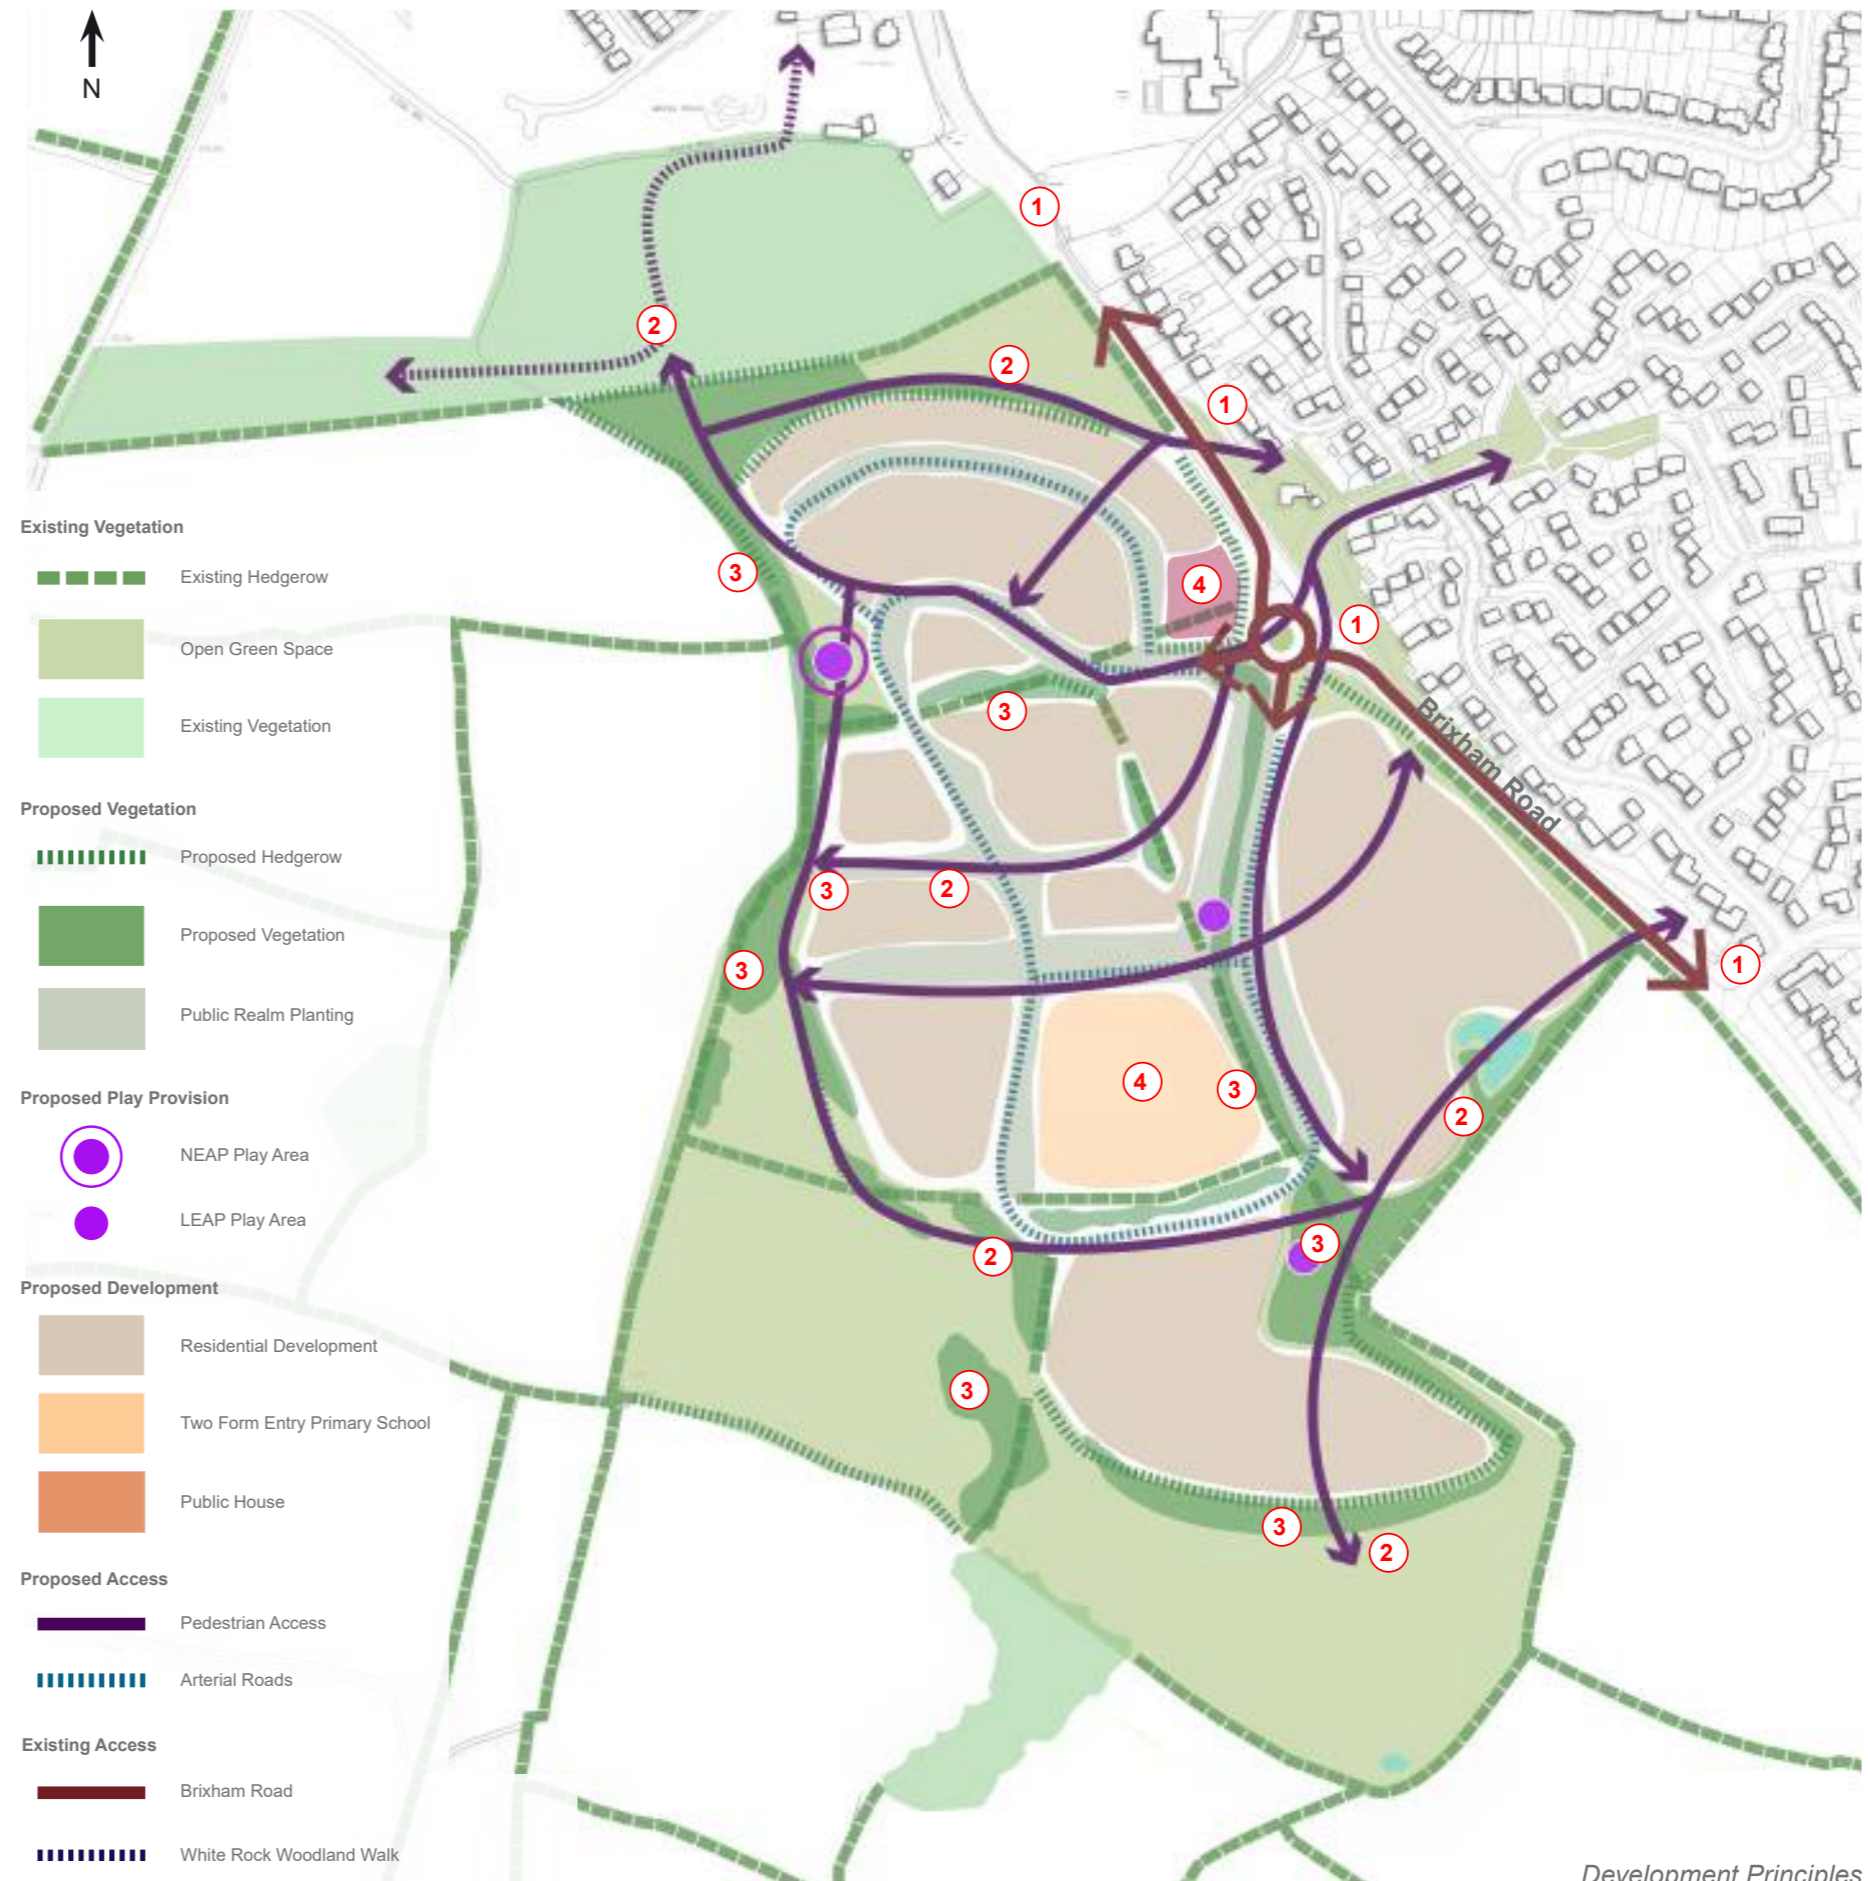 N
1
2
2
1
Existing Vegetation
Existing Hedgerow
3
4
1
Open Green Space
3
Brixham Road
Existing Vegetation
Proposed Vegetation
Proposed Hedgerow
3
2
Proposed Vegetation
3
1
Public Realm Planting
4
3
2
Proposed Play Provision
NEAP Play Area
LEAP Play Area
2
3
Proposed Development
Residential Development
3
Two Form Entry Primary School
Public House
3
2
Proposed Access
Pedestrian Access
Arterial Roads
Existing Access
Brixham Road
White Rock Woodland Walk
Development Principles